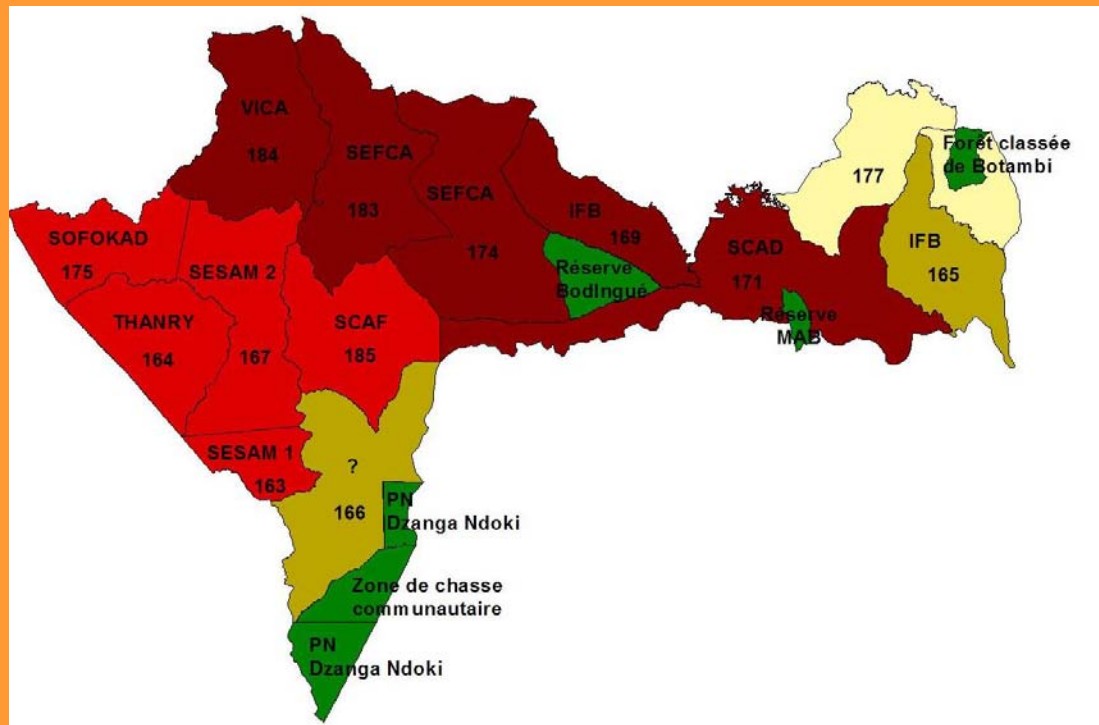 VICA
184
SEFCA
183
SEFCA
174
IFB
169
Réserve
BodIngué
SCAD
171
Réserve
MAB
177
Forêt classée
de Botambi
IFB
165
SOFOKAD
175
SESAM 2
167
THANRY
164
SCAF
185
SESAM 1
163
?
166
PN
Dzanga Ndoki
Zone de chasse
communautaire
PN
Dzanga Ndoki